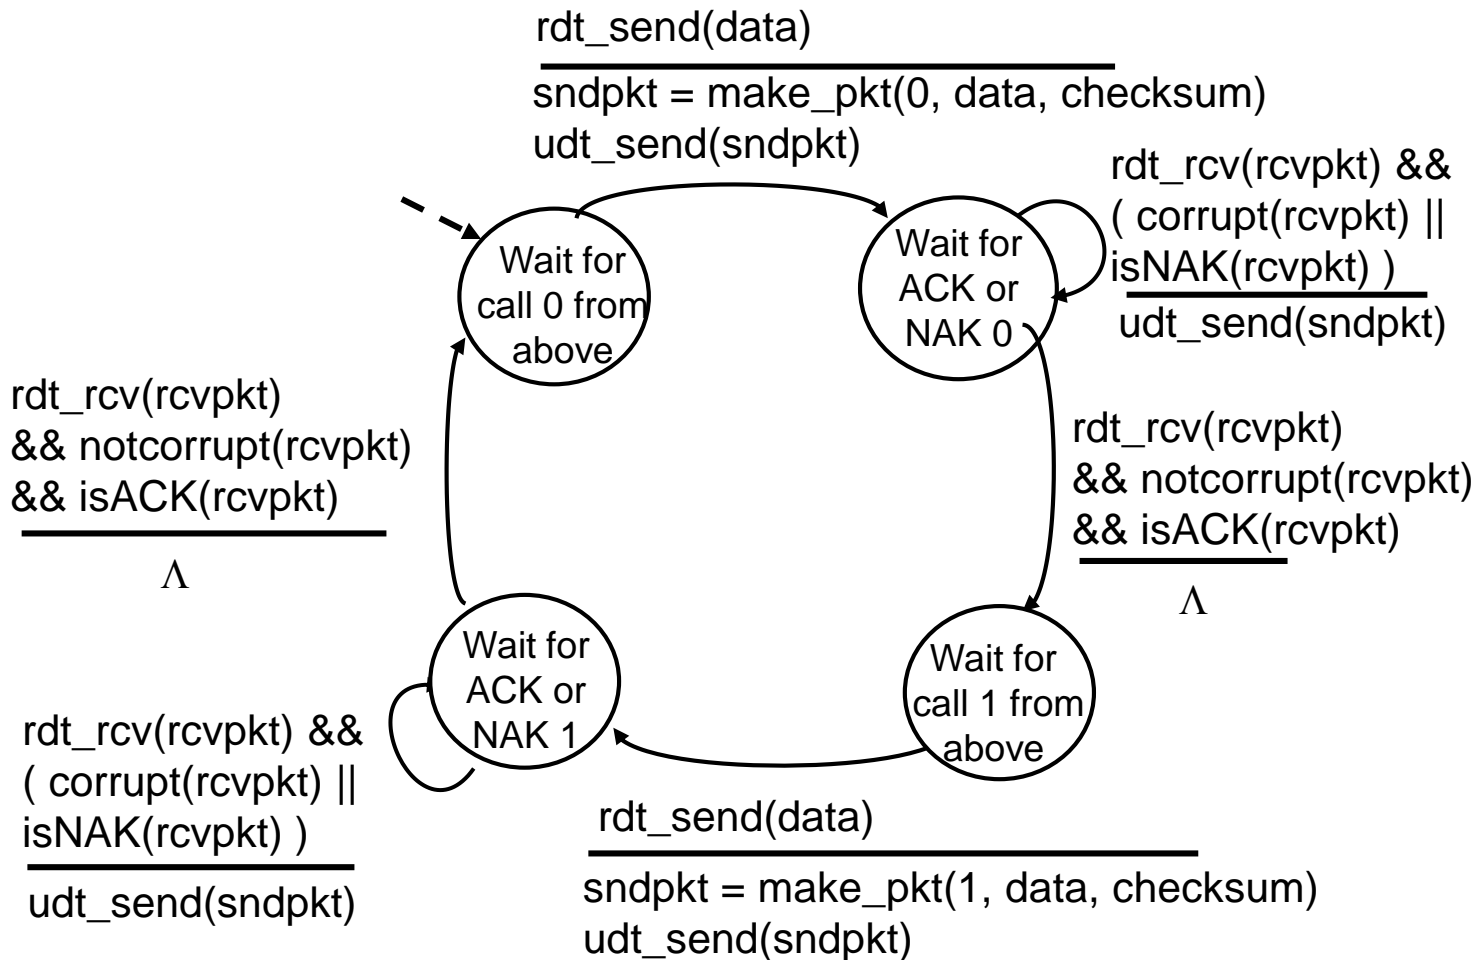 rdt_send(data)
sndpkt = make_pkt(0, data, checksum)
udt_send(sndpkt)
rdt_rcv(rcvpkt) &&
( corrupt(rcvpkt) ||
isNAK(rcvpkt) )
udt_send(sndpkt)
Wait for
call 0 from
above
Wait for
ACK or
NAK 0
rdt_rcv(rcvpkt)
&& notcorrupt(rcvpkt)
&& isACK(rcvpkt)
Λ
rdt_rcv(rcvpkt)
&& notcorrupt(rcvpkt)
&& isACK(rcvpkt)
Λ
Wait for
ACK or
NAK 1
Wait for
call 1 from
above
rdt_rcv(rcvpkt) &&
( corrupt(rcvpkt) ||
isNAK(rcvpkt) )
udt_send(sndpkt)
rdt_send(data)
sndpkt = make_pkt(1, data, checksum)
udt_send(sndpkt)